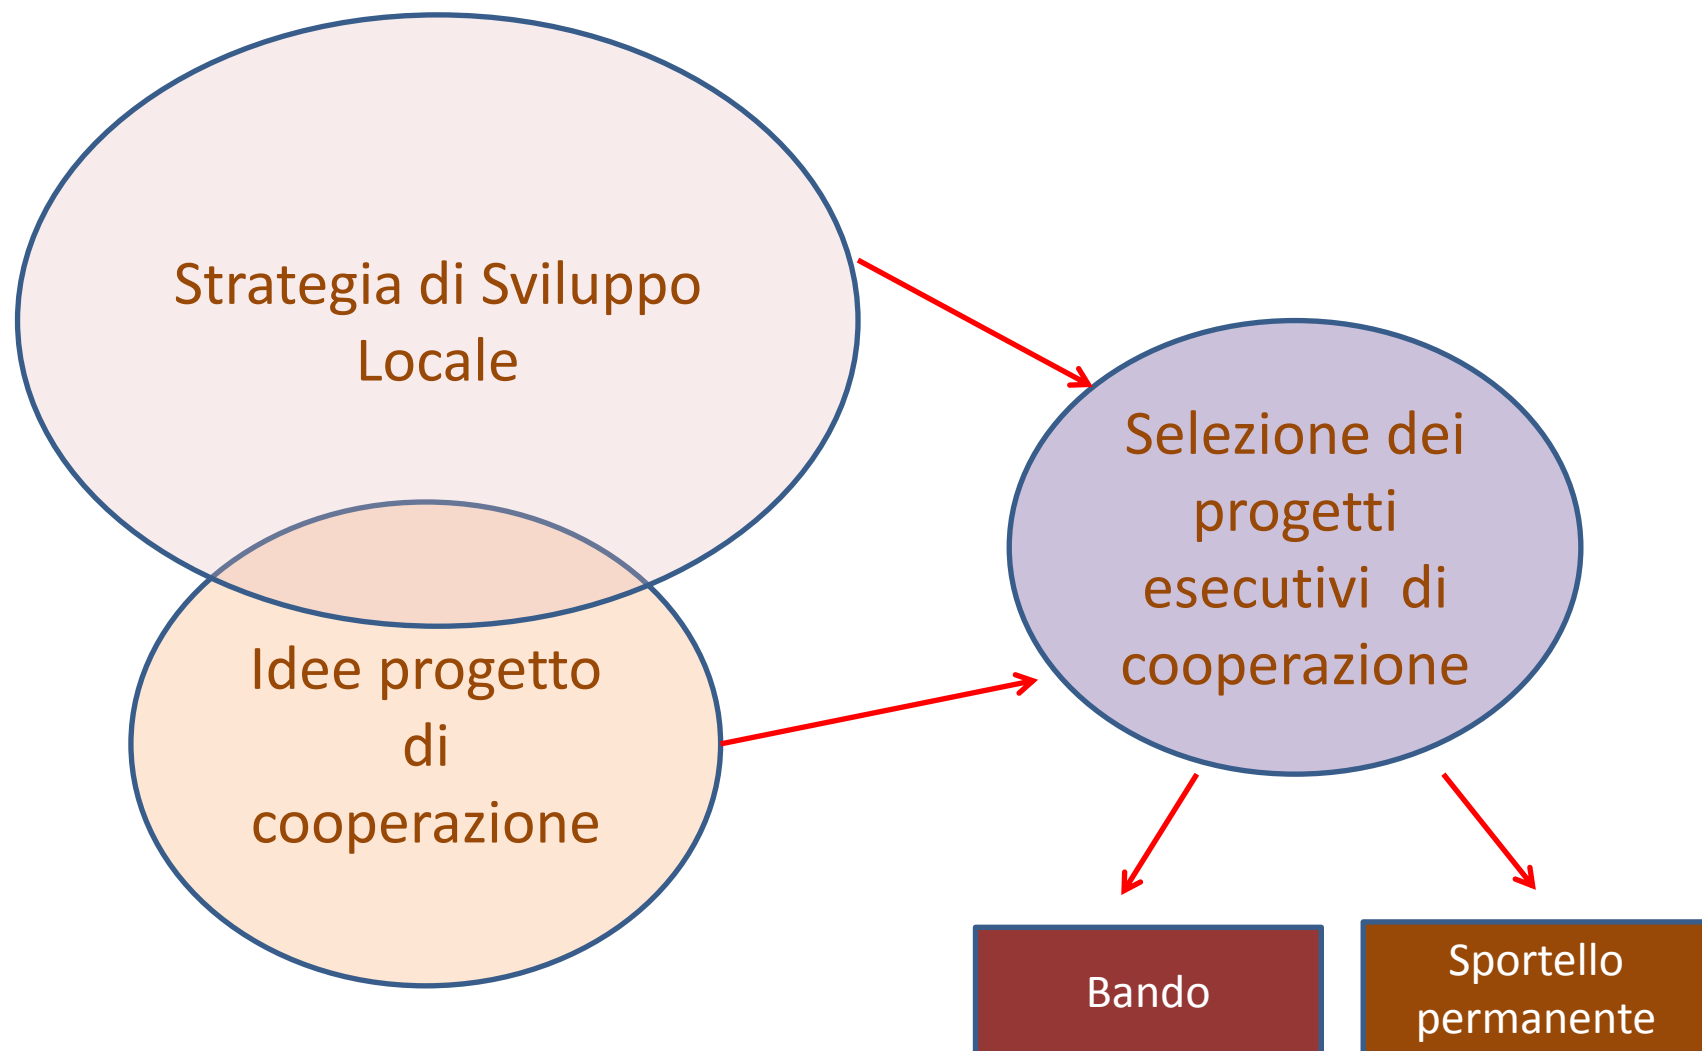 Strategia di Sviluppo
Locale
Idee progetto
di
cooperazione
Selezione dei
progetti
esecutivi di
cooperazione
Bando
Sportello
permanente